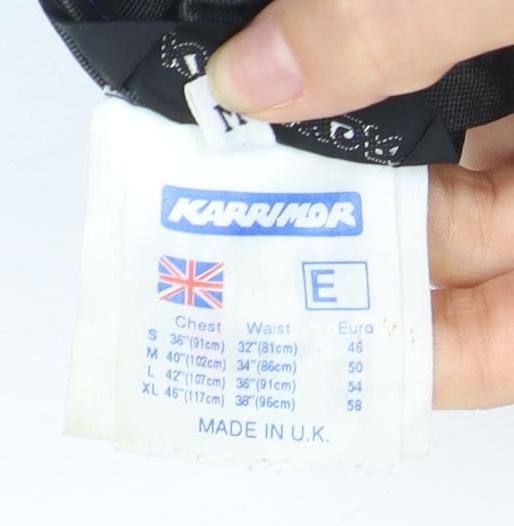 M
KARRIMOR
E
Chest Waist Euro
S 36"(91cm) 32"(81cm) 46
M 40"(102cm) 34"(86cm) 50
L 42"(107cm) 36"(91cm) 54
XL 46"(117cm) 38"(96cm) 58
MADE IN U.K.